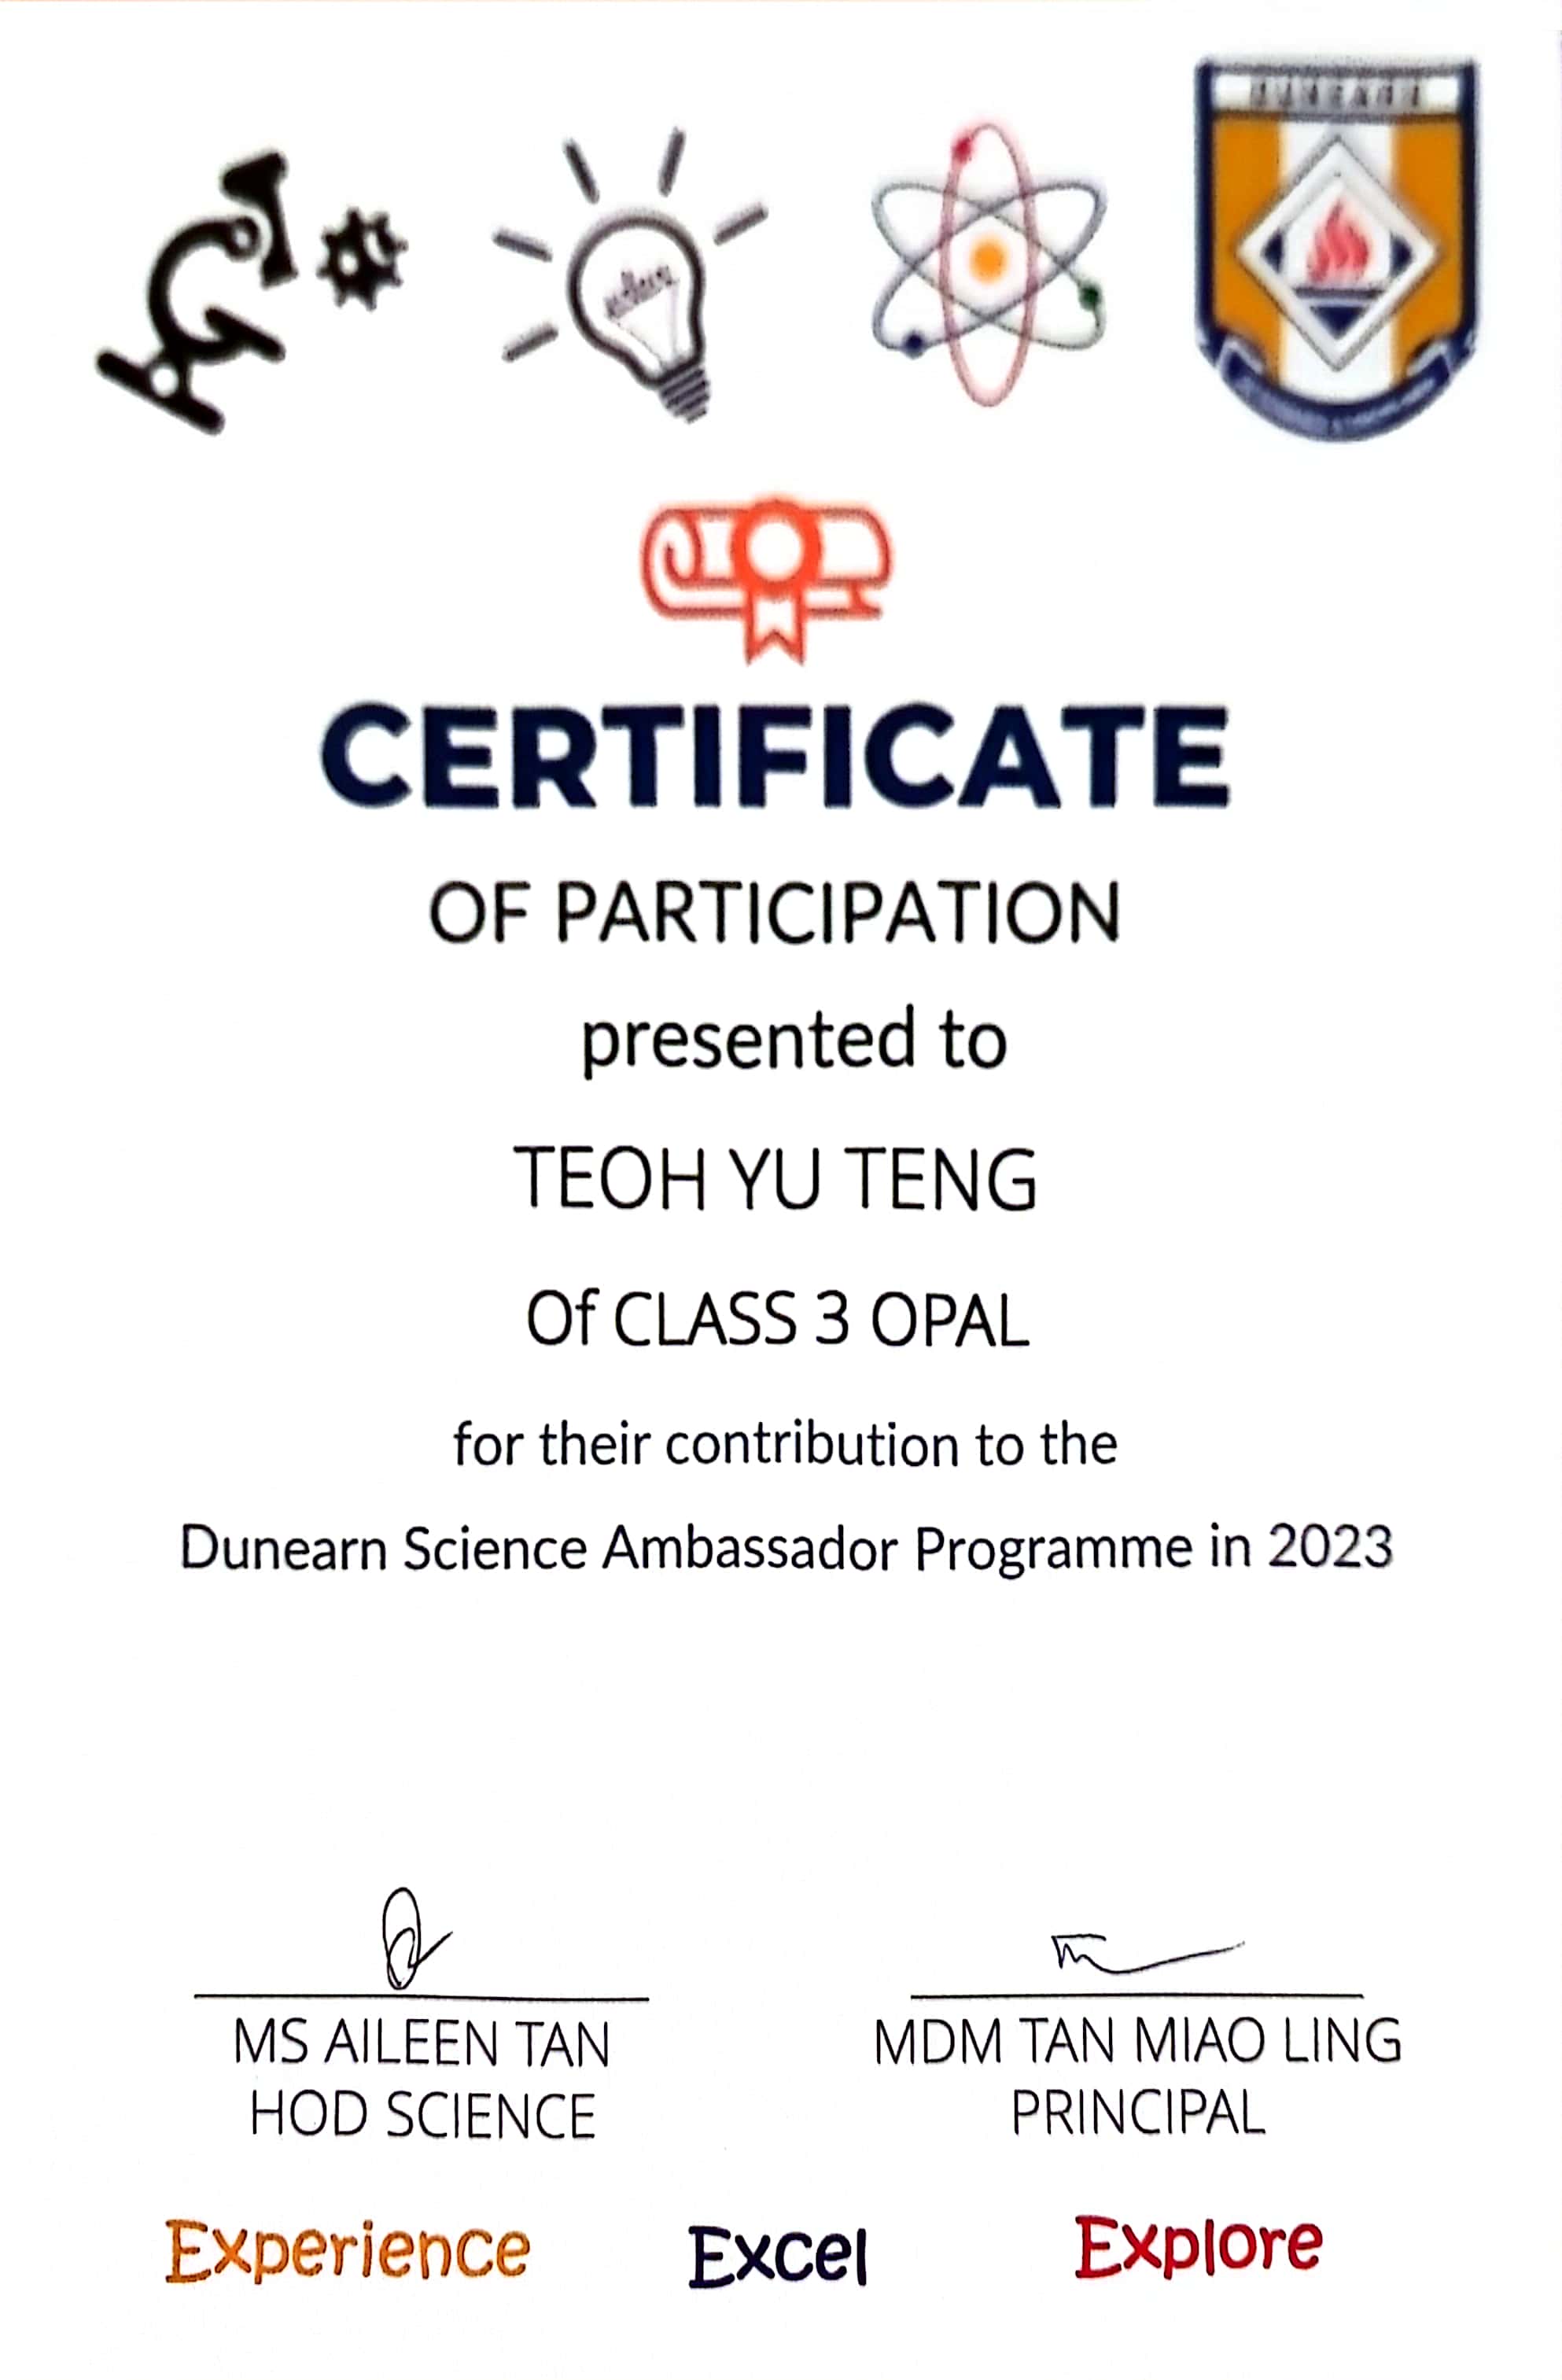 DUNEARN
CERTIFICATE
OF PARTICIPATION
presented to
TEOH YU TENG
Of CLASS 3 OPAL
for their contribution to the
Dunearn Science Ambassador Programme in 2023
MS AILEEN TAN
HOD SCIENCE
MDM TAN MIAO LING
PRINCIPAL
Experience Excel Explore